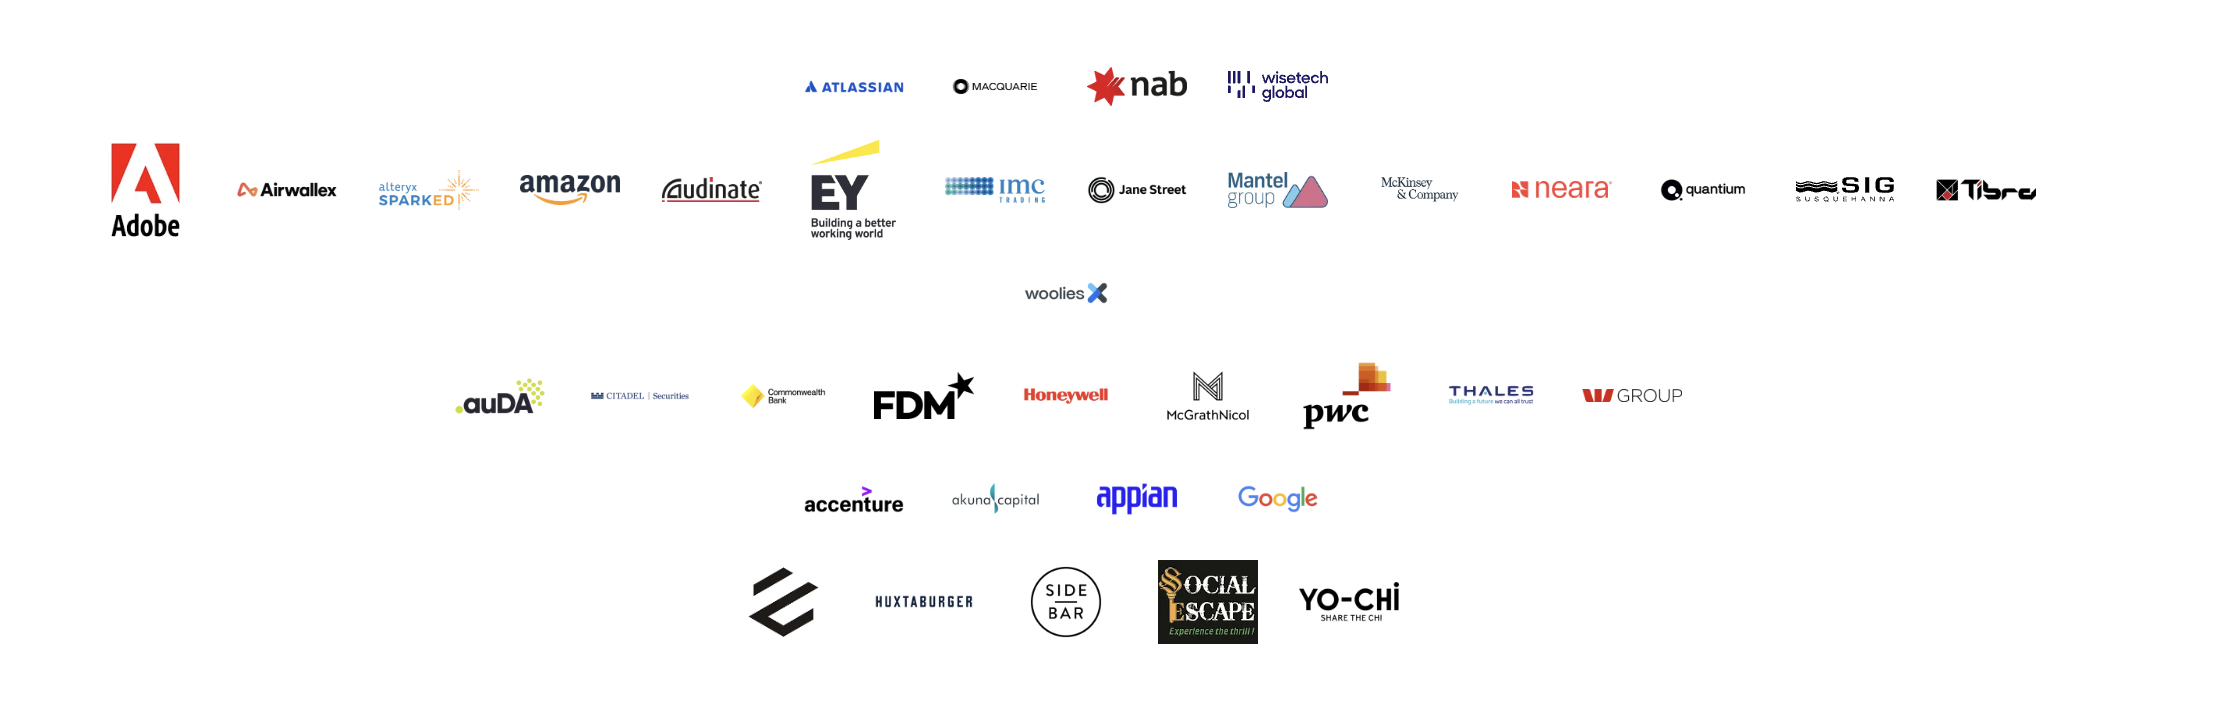 ATLASSIAN
MACQUARIE
nab
wisetech
global
Adobe
Airwallex
alteryx
SPARKED
amazon
audinate
EY
Building a better
working world
imc
TRADING
Jane Street
Mantel
group
McKinsey
& Company
neara
quantium
SIG
SUSQUEHANNA
Tibra
woolies X
auDA
CITADEL | Securities
Commonwealth
Bank
FDM
Honeywell
McGrathNicol
pwc
THALES
Building a future we can all trust
W GROUP
accenture
akuna capital
appian
Google
HUXTABURGER
SIDE
BAR
SOCIAL
ESCAPE
Experience the thrill!
YO-CHi
SHARE THE CHI